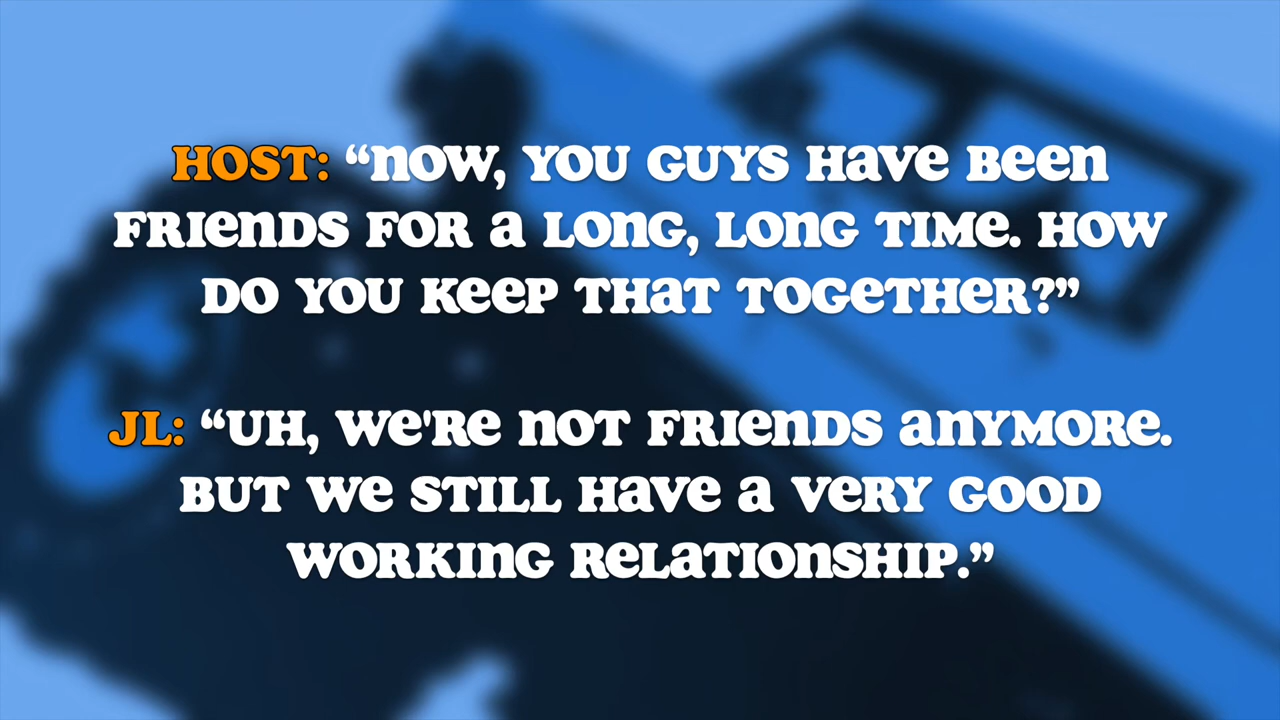 HOST: “NOW, YOU GUYS HAVE BEEN
FRIENDS FOR A LONG, LONG TIME. HOW
DO YOU KEEP THAT TOGETHER?”
JL: “UH, WE'RE NOT FRIENDS ANYMORE.
BUT WE STILL HAVE A VERY GOOD
WORKING RELATIONSHIP.”